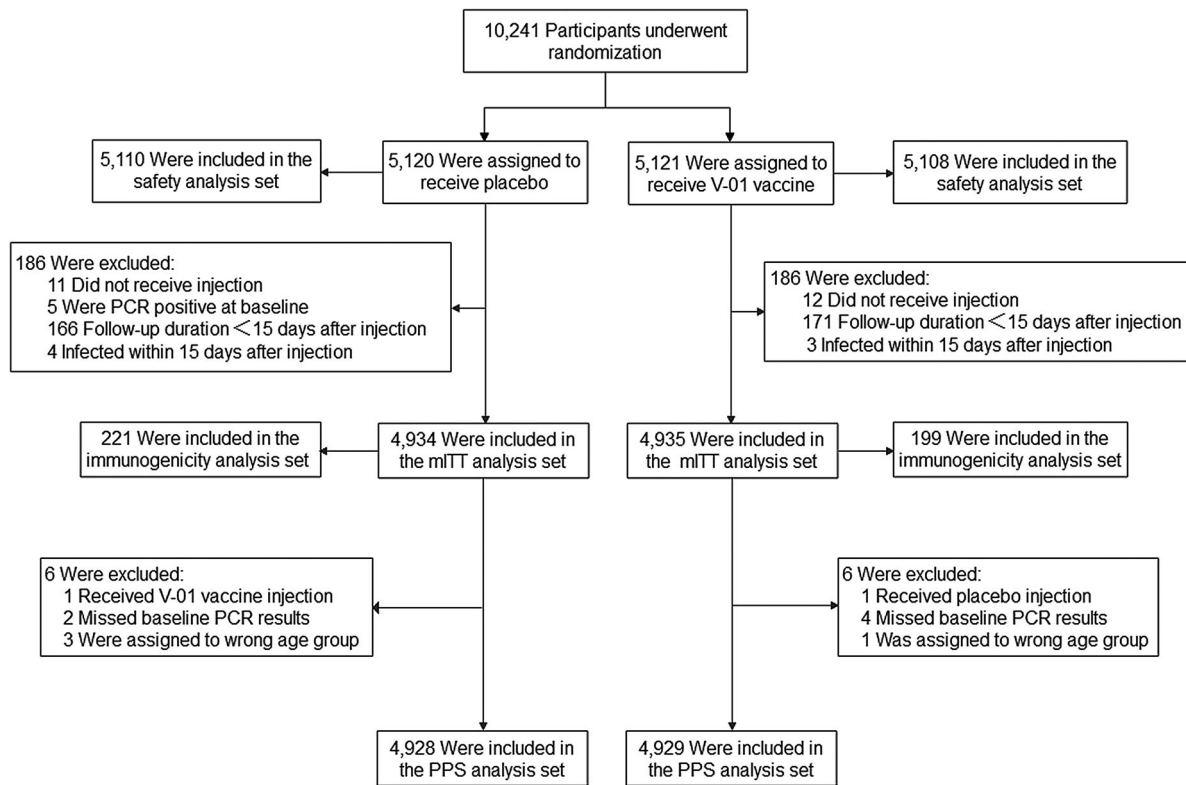 10,241 Participants underwent
randomization
5,110 Were included in the
safety analysis set
5,120 Were assigned to
receive placebo
5,121 Were assigned to
receive V-01 vaccine
5,108 Were included in the
safety analysis set
186 Were excluded:
11 Did not receive injection
5 Were PCR positive at baseline
166 Follow-up duration＜15 days after injection
4 Infected within 15 days after injection
186 Were excluded:
12 Did not receive injection
171 Follow-up duration＜15 days after injection
3 Infected within 15 days after injection
221 Were included in the
immunogenicity analysis set
4,934 Were included in
the mITT analysis set
4,935 Were included in
the mITT analysis set
199 Were included in the
immunogenicity analysis set
6 Were excluded:
1 Received V-01 vaccine injection
2 Missed baseline PCR results
3 Were assigned to wrong age group
6 Were excluded:
1 Received placebo injection
4 Missed baseline PCR results
1 Was assigned to wrong age group
4,928 Were included in
the PPS analysis set
4,929 Were included in
the PPS analysis set